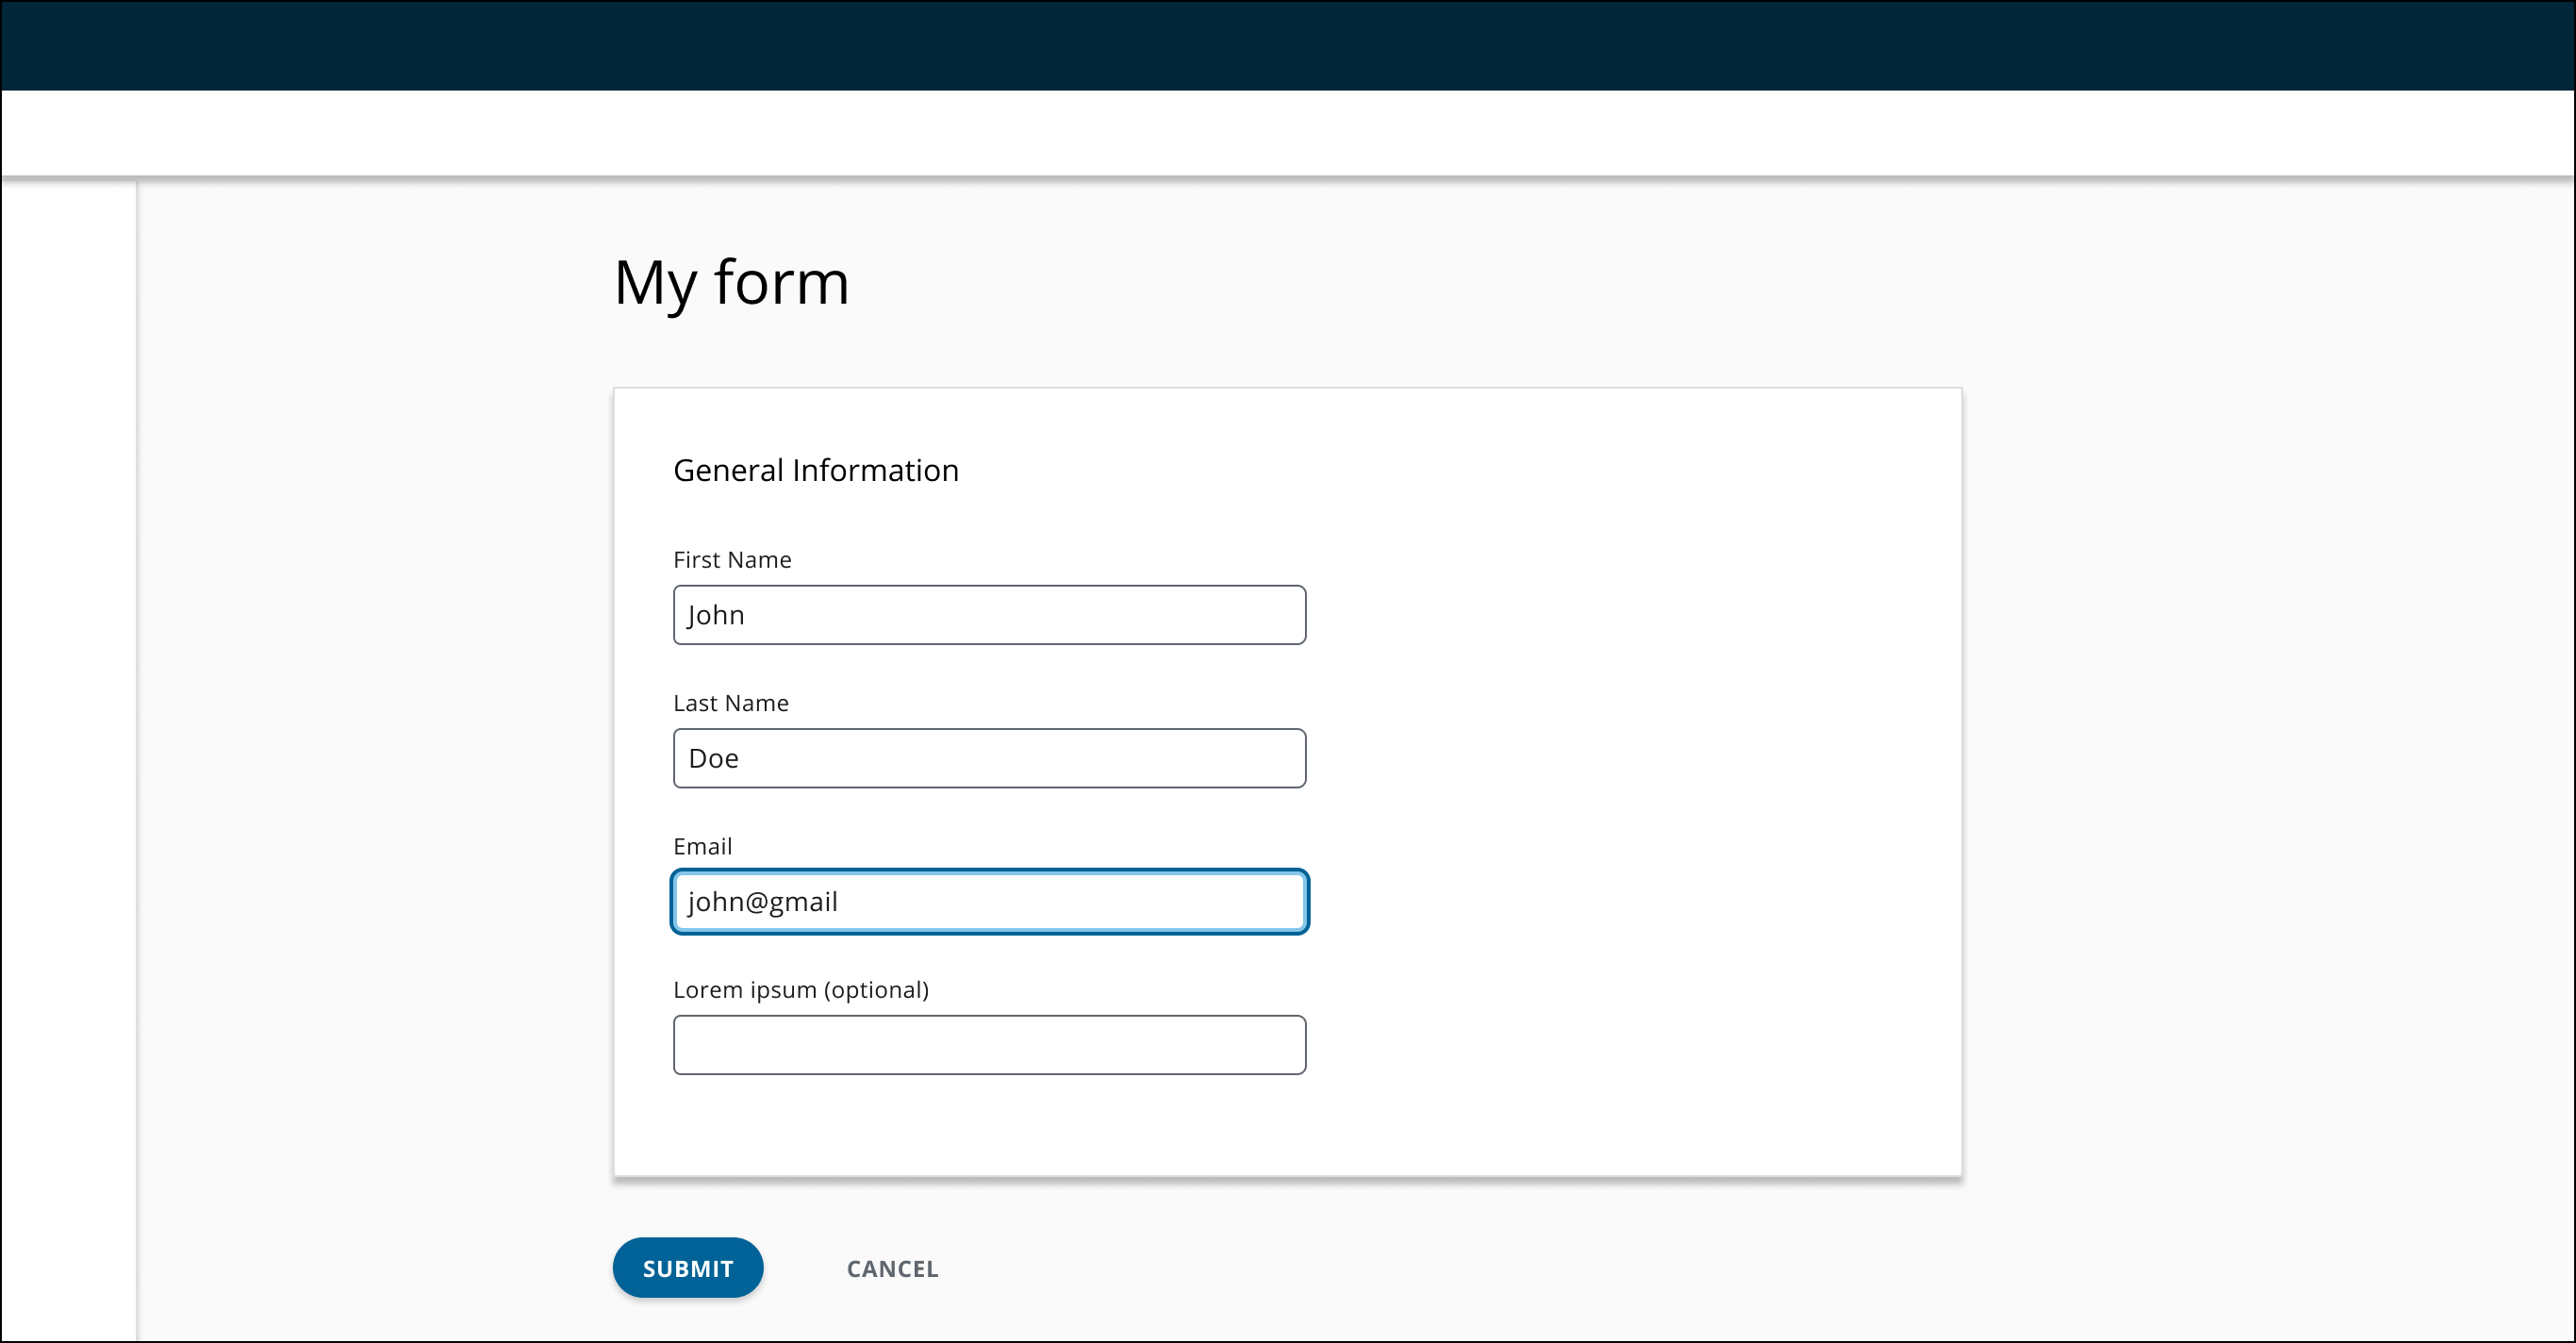 My form
General Information
First Name
John
Last Name
Doe
Email
john@gmail
Lorem ipsum (optional)
SUBMIT CANCEL